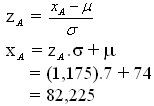 z_A = (x_A − μ) / σ
x_A = z_A.σ + μ
= (1,175).7 + 74
= 82,225